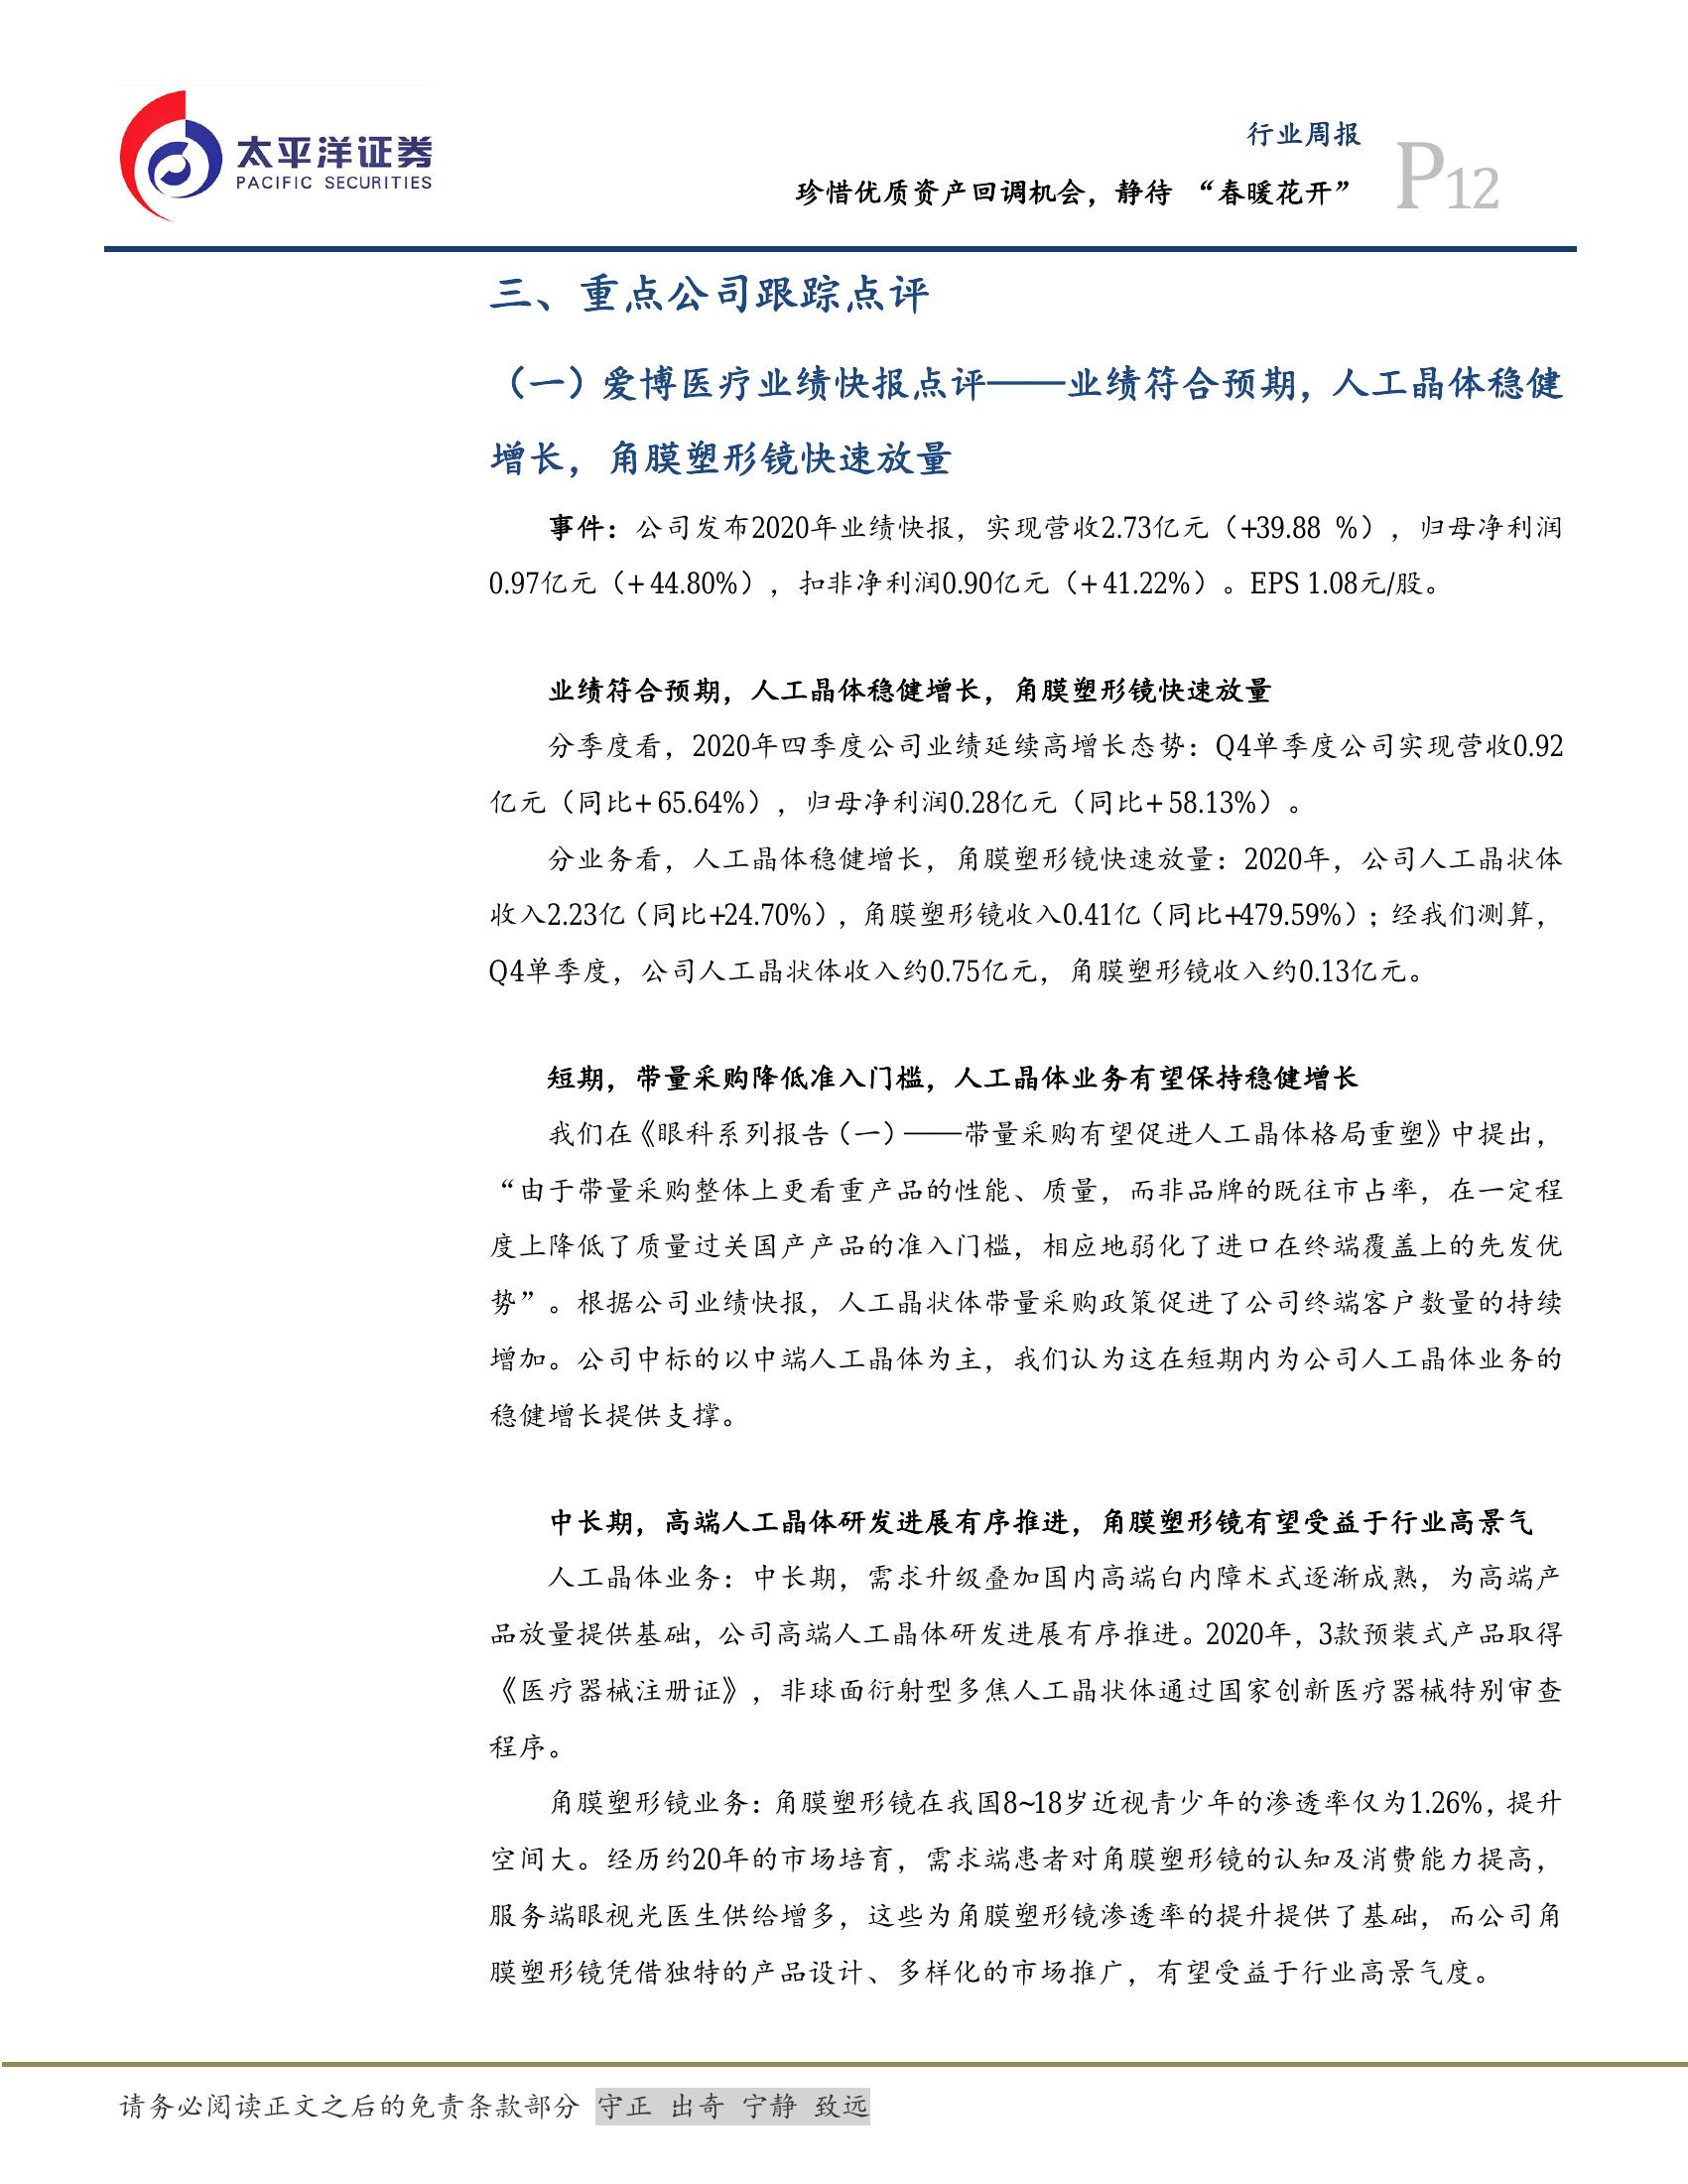 太平洋证券
PACIFIC SECURITIES
行业周报
珍惜优质资产回调机会，静待 “春暖花开”
P12
三、重点公司跟踪点评
（一）爱博医疗业绩快报点评——业绩符合预期，人工晶体稳健
增长，角膜塑形镜快速放量
事件：公司发布2020年业绩快报，实现营收2.73亿元（+39.88 %），归母净利润
0.97亿元（+ 44.80%），扣非净利润0.90亿元（+ 41.22%）。EPS 1.08元/股。
业绩符合预期，人工晶体稳健增长，角膜塑形镜快速放量
分季度看，2020年四季度公司业绩延续高增长态势：Q4单季度公司实现营收0.92
亿元（同比+ 65.64%），归母净利润0.28亿元（同比+ 58.13%）。
分业务看，人工晶体稳健增长，角膜塑形镜快速放量：2020年，公司人工晶状体
收入2.23亿（同比+24.70%），角膜塑形镜收入0.41亿（同比+479.59%）；经我们测算，
Q4单季度，公司人工晶状体收入约0.75亿元，角膜塑形镜收入约0.13亿元。
短期，带量采购降低准入门槛，人工晶体业务有望保持稳健增长
我们在《眼科系列报告（一）——带量采购有望促进人工晶体格局重塑》中提出，
“由于带量采购整体上更看重产品的性能、质量，而非品牌的既往市占率，在一定程
度上降低了质量过关国产产品的准入门槛，相应地弱化了进口在终端覆盖上的先发优
势”。根据公司业绩快报，人工晶状体带量采购政策促进了公司终端客户数量的持续
增加。公司中标的以中端人工晶体为主，我们认为这在短期内为公司人工晶体业务的
稳健增长提供支撑。
中长期，高端人工晶体研发进展有序推进，角膜塑形镜有望受益于行业高景气
人工晶体业务：中长期，需求升级叠加国内高端白内障术式逐渐成熟，为高端产
品放量提供基础，公司高端人工晶体研发进展有序推进。2020年，3款预装式产品取得
《医疗器械注册证》，非球面衍射型多焦人工晶状体通过国家创新医疗器械特别审查
程序。
角膜塑形镜业务：角膜塑形镜在我国8~18岁近视青少年的渗透率仅为1.26%，提升
空间大。经历约20年的市场培育，需求端患者对角膜塑形镜的认知及消费能力提高，
服务端眼视光医生供给增多，这些为角膜塑形镜渗透率的提升提供了基础，而公司角
膜塑形镜凭借独特的产品设计、多样化的市场推广，有望受益于行业高景气度。
请务必阅读正文之后的免责条款部分 守正 出奇 宁静 致远